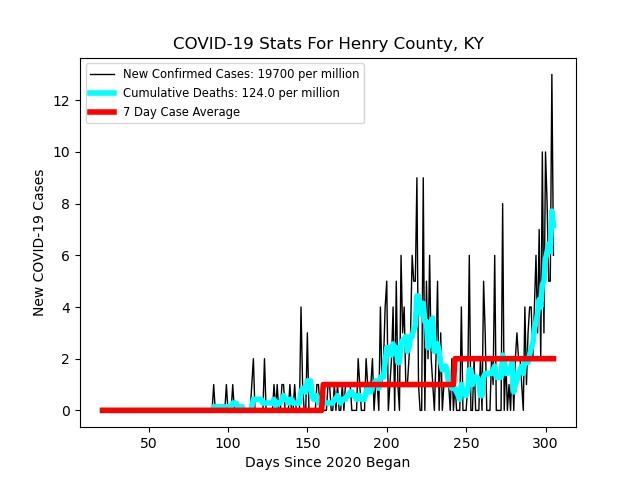 COVID-19 Stats For Henry County, KY
New Confirmed Cases: 19700 per million
Cumulative Deaths: 124.0 per million
7 Day Case Average
New COVID-19 Cases
12
10
8
6
4
2
0
50 100 150 200 250 300
Days Since 2020 Began